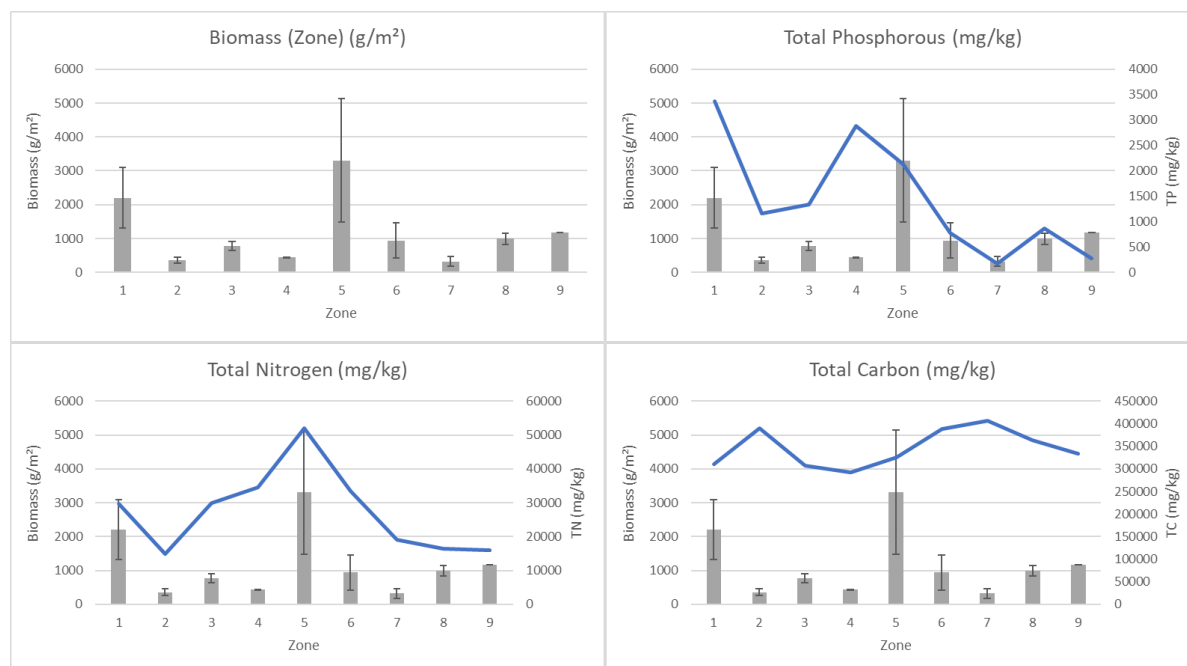 Biomass (Zone) (g/m²)
Biomass (g/m²)
6000
5000
4000
3000
2000
1000
0
1 2 3 4 5 6 7 8 9
Zone
Total Phosphorous (mg/kg)
Biomass (g/m²)
6000
5000
4000
3000
2000
1000
0
4000
3500
3000
2500
2000
1500
1000
500
0
TP (mg/kg)
1 2 3 4 5 6 7 8 9
Zone
Total Nitrogen (mg/kg)
Biomass (g/m²)
6000
5000
4000
3000
2000
1000
0
60000
50000
40000
30000
20000
10000
0
TN (mg/kg)
1 2 3 4 5 6 7 8 9
Zone
Total Carbon (mg/kg)
Biomass (g/m²)
6000
5000
4000
3000
2000
1000
0
450000
400000
350000
300000
250000
200000
150000
100000
50000
0
TC (mg/kg)
1 2 3 4 5 6 7 8 9
Zone